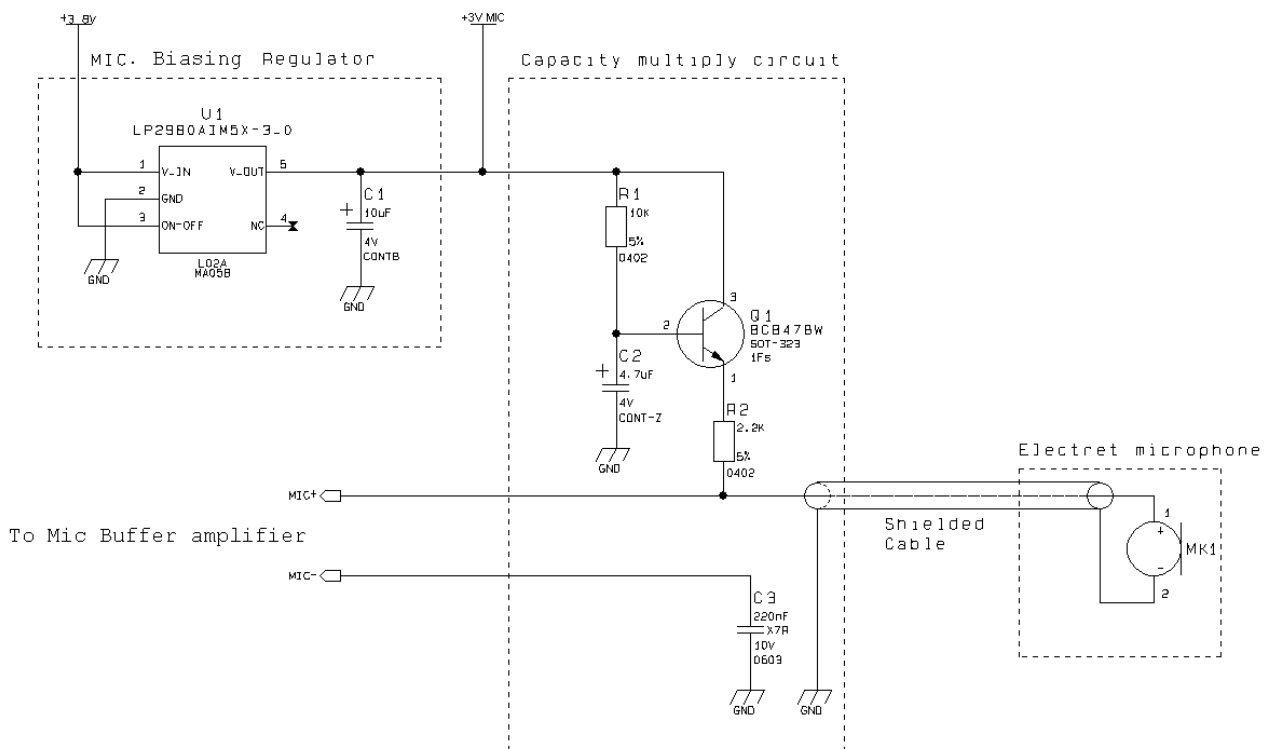 +3.8V
+3V MIC
MIC. Biasing Regulator
Capacity multiply circuit
U1
LP2980AIM5X-3_0
1
V_IN
V_OUT
5
2
GND
3
ON-OFF
NC
4
L02A
MA05B
GND
C1
+
10uF
4V
CONTB
GND
R1
10K
5%
0402
2
3
Q1
BC847BW
SOT-323
1Fs
1
C2
+
4.7uF
4V
CONT-Z
GND
R2
2.2K
5%
0402
Electret microphone
MIC+
Shielded
Cable
1
+
MK1
-
2
To Mic Buffer amplifier
MIC-
C3
220nF
X7R
10V
0603
GND
GND